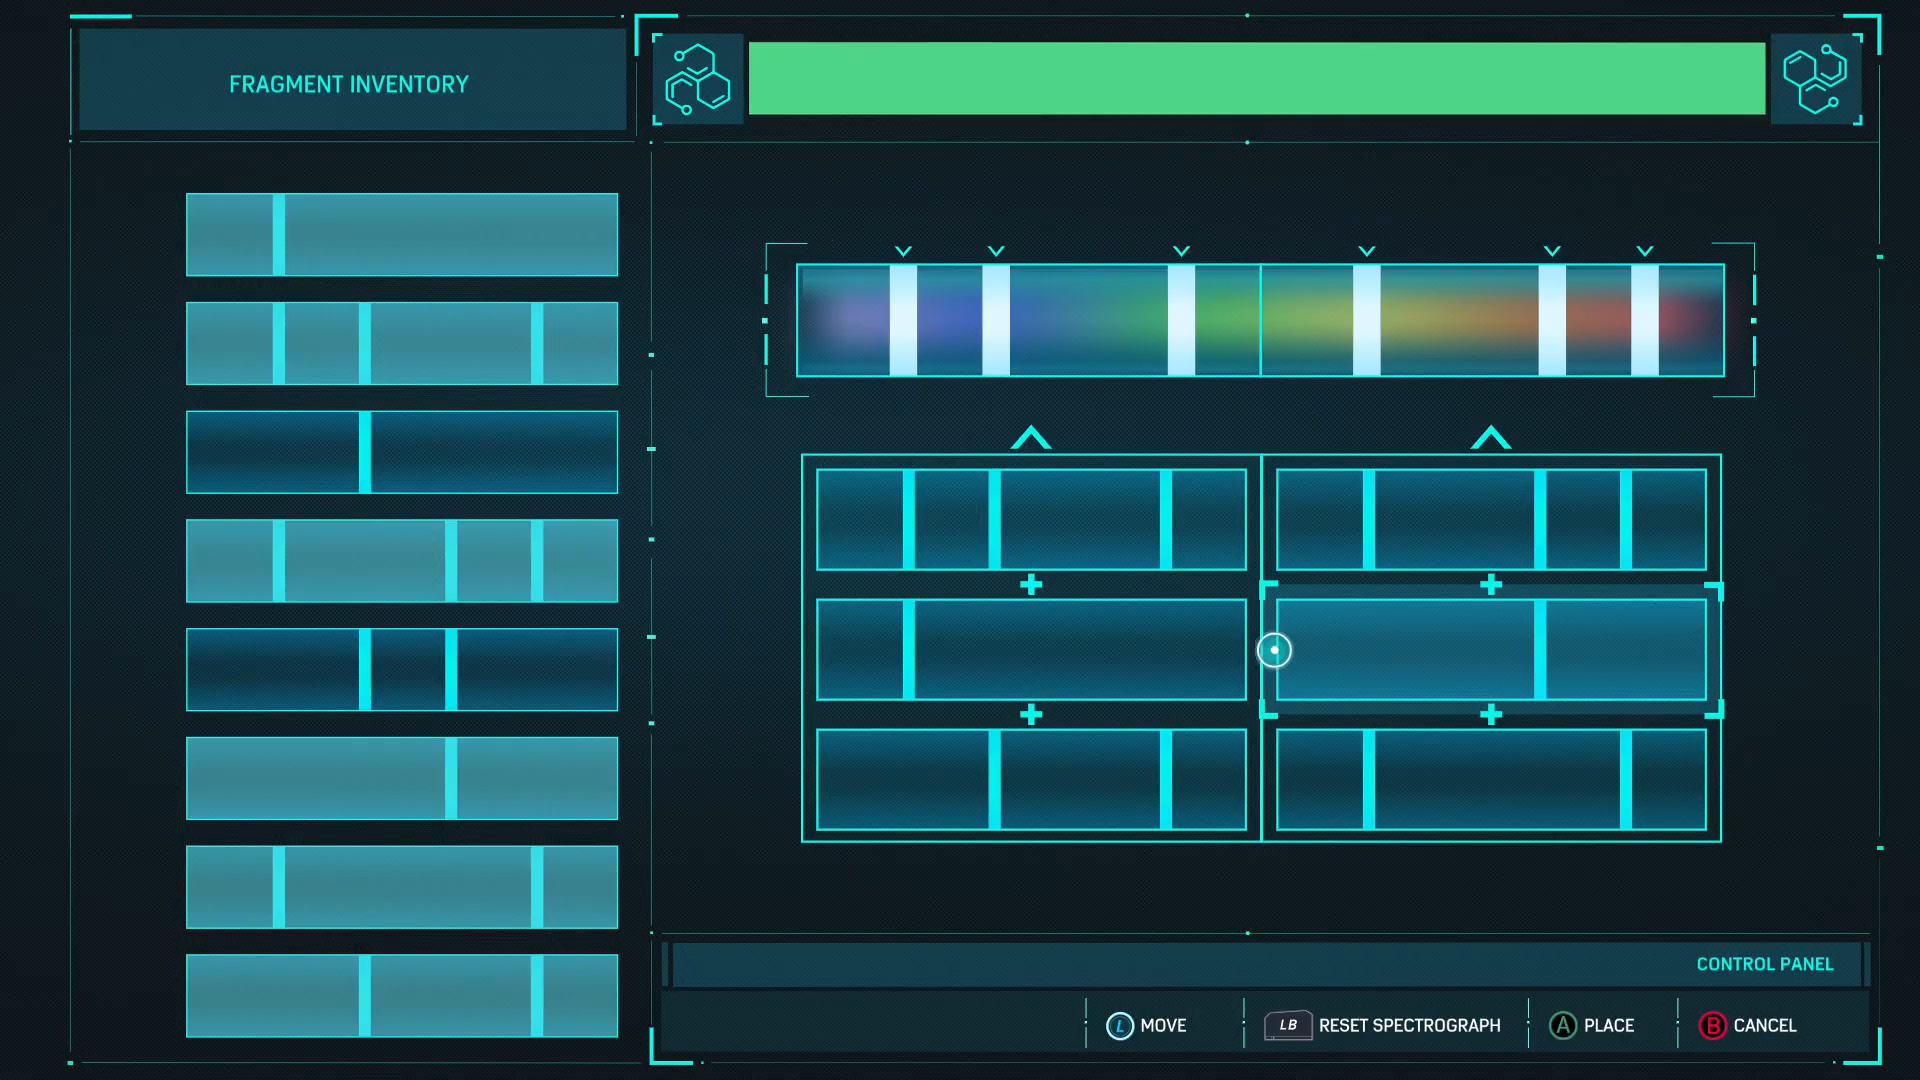 FRAGMENT INVENTORY
CONTROL PANEL
L MOVE LB RESET SPECTROGRAPH A PLACE B CANCEL